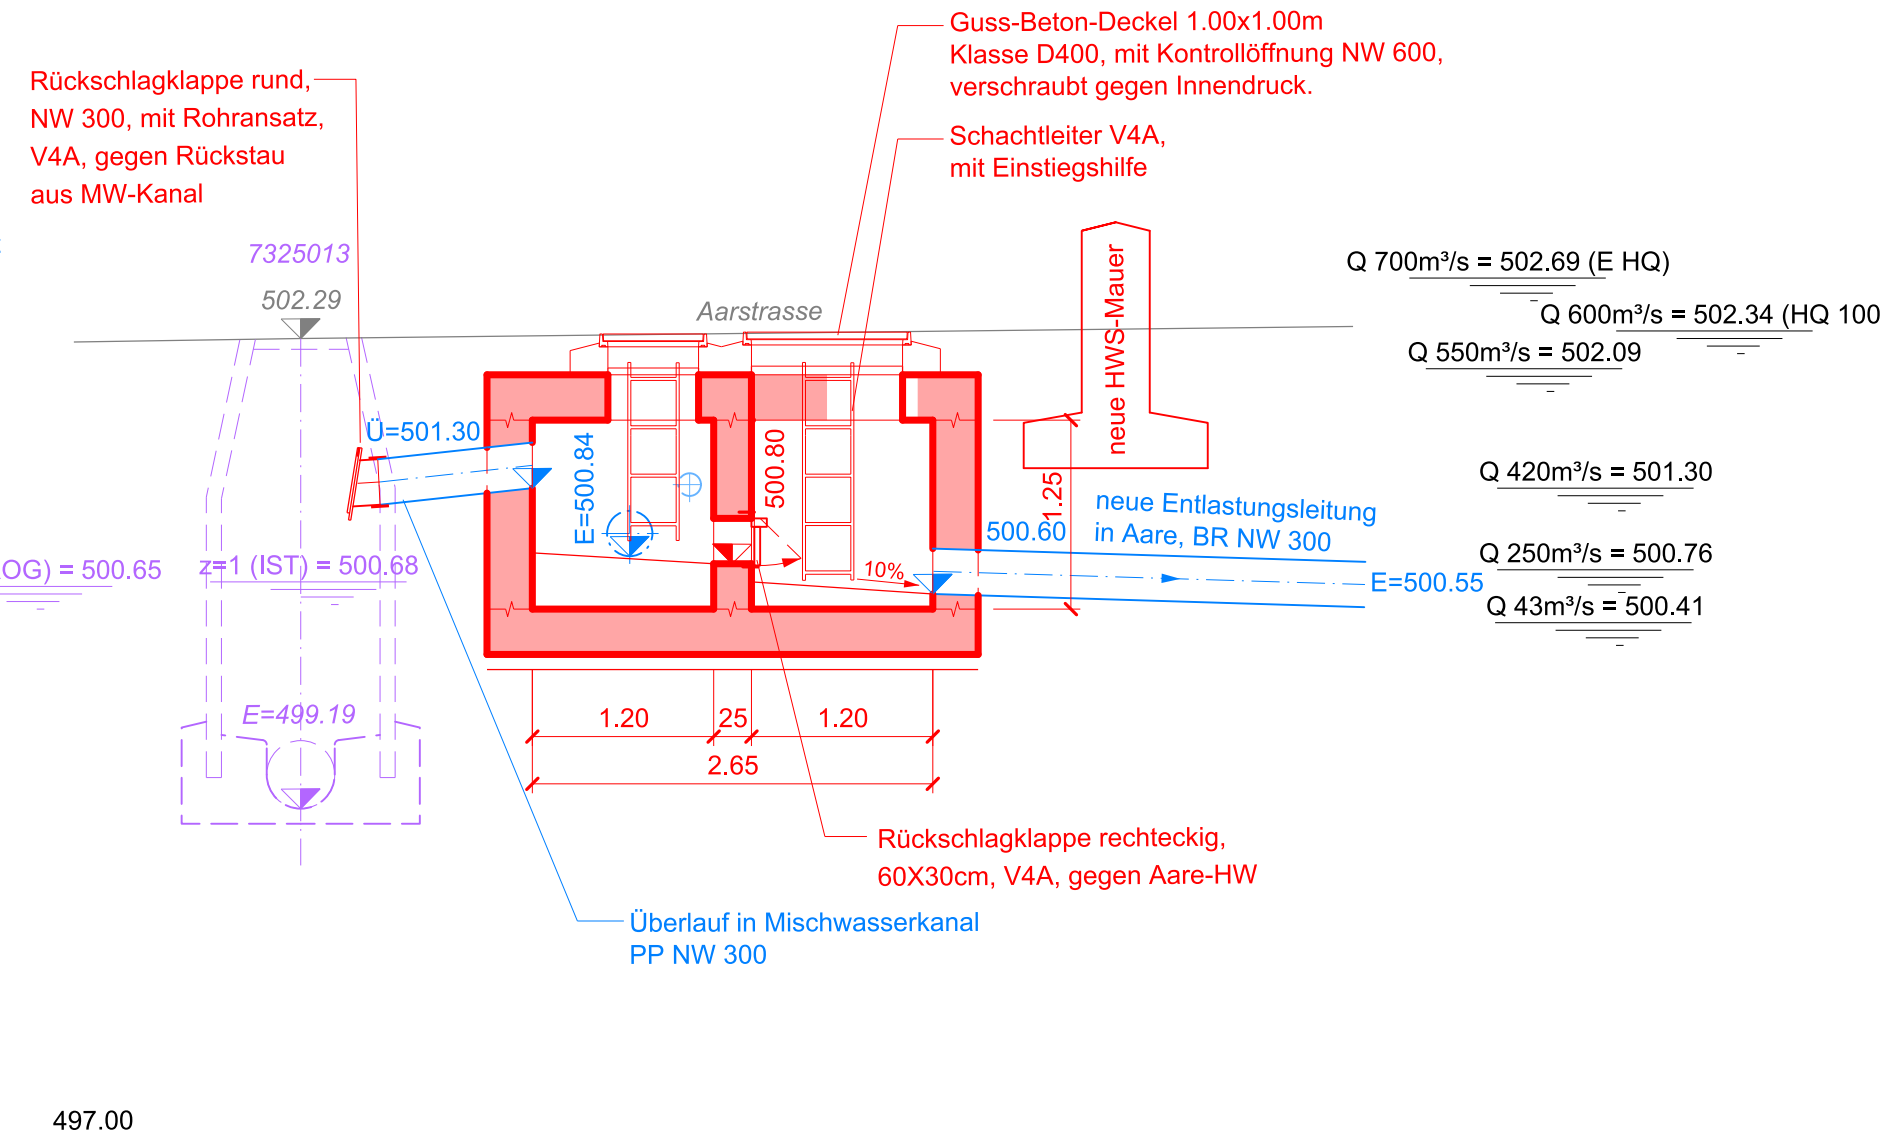 Guss-Beton-Deckel 1.00x1.00m
Klasse D400, mit Kontrollöffnung NW 600,
verschraubt gegen Innendruck.
Rückschlagklappe rund,
NW 300, mit Rohransatz,
V4A, gegen Rückstau
aus MW-Kanal
Schachtleiter V4A,
mit Einstiegshilfe
7325013
502.29
Aarstrasse
neue HWS-Mauer
Q 700m³/s = 502.69 (E HQ)
Q 600m³/s = 502.34 (HQ 100
Q 550m³/s = 502.09
Ü=501.30
E=500.84
500.80
1.25
Q 420m³/s = 501.30
neue Entlastungsleitung
in Aare, BR NW 300
500.60
OG) = 500.65
z=1 (IST) = 500.68
10%
E=500.55
Q 250m³/s = 500.76
Q 43m³/s = 500.41
E=499.19
1.20
25
1.20
2.65
Rückschlagklappe rechteckig,
60X30cm, V4A, gegen Aare-HW
Überlauf in Mischwasserkanal
PP NW 300
497.00